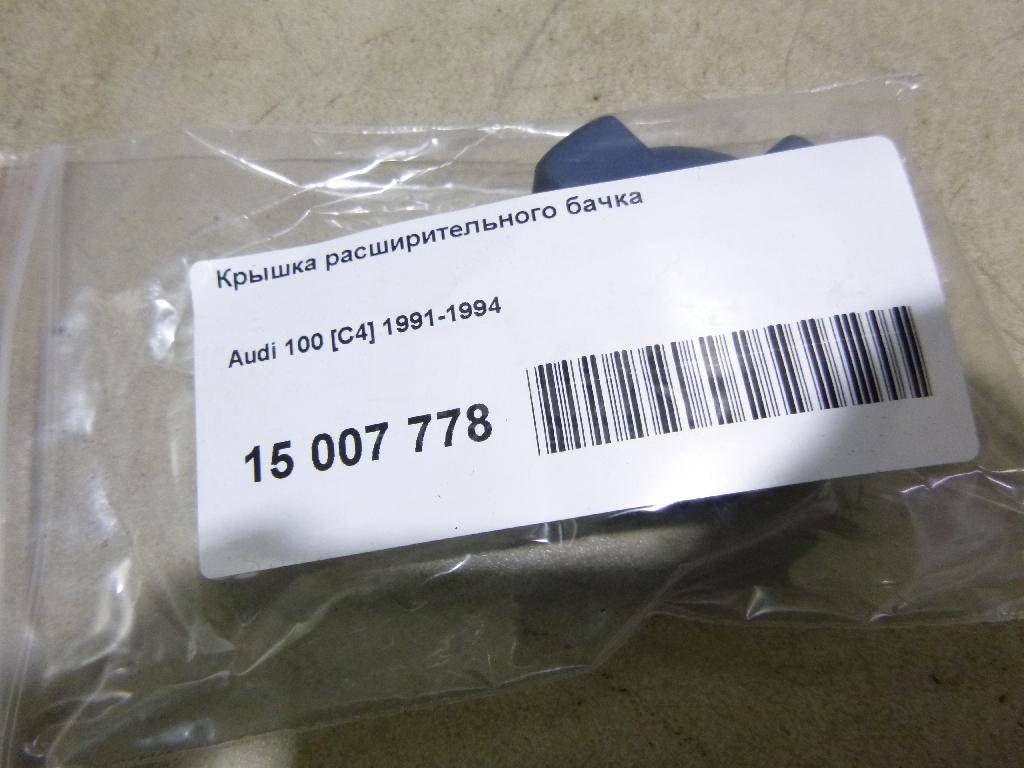 Крышка расширительного бачка
Audi 100 [C4] 1991-1994
15 007 778